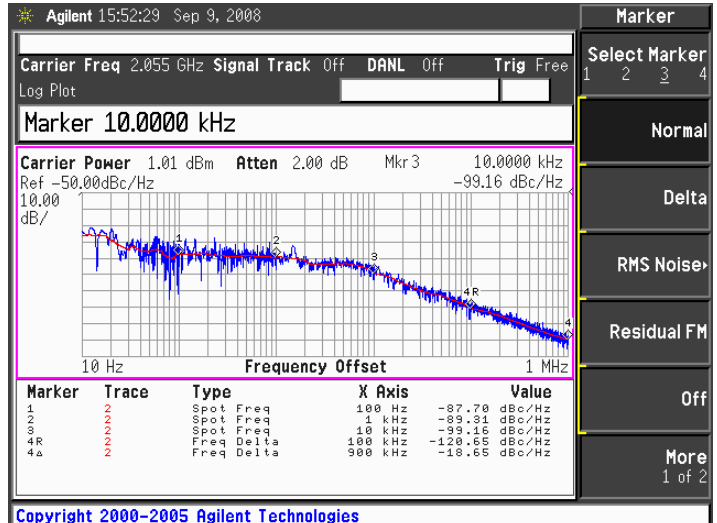 Agilent 15:52:29 Sep 9, 2008
Marker
Carrier Freq 2.055 GHz Signal Track Off DANL Off Trig Free
Log Plot
Select Marker
1 2 3 4
Marker 10.0000 kHz
Normal
Carrier Power 1.01 dBm Atten 2.00 dB Mkr 3 10.0000 kHz
Ref -50.00dBc/Hz -99.16 dBc/Hz
10.00
dB/
Delta
1
2
3
4R
4
RMS Noise
Residual FM
10 Hz Frequency Offset 1 MHz
Marker Trace Type X Axis Value
1 2 Spot Freq 100 Hz -87.70 dBc/Hz
2 2 Spot Freq 1 kHz -89.31 dBc/Hz
3 2 Spot Freq 10 kHz -99.16 dBc/Hz
4R 2 Freq Delta 100 kHz -120.65 dBc/Hz
4△ 2 Freq Delta 900 kHz -18.65 dBc/Hz
Off
More
1 of 2
Copyright 2000-2005 Agilent Technologies